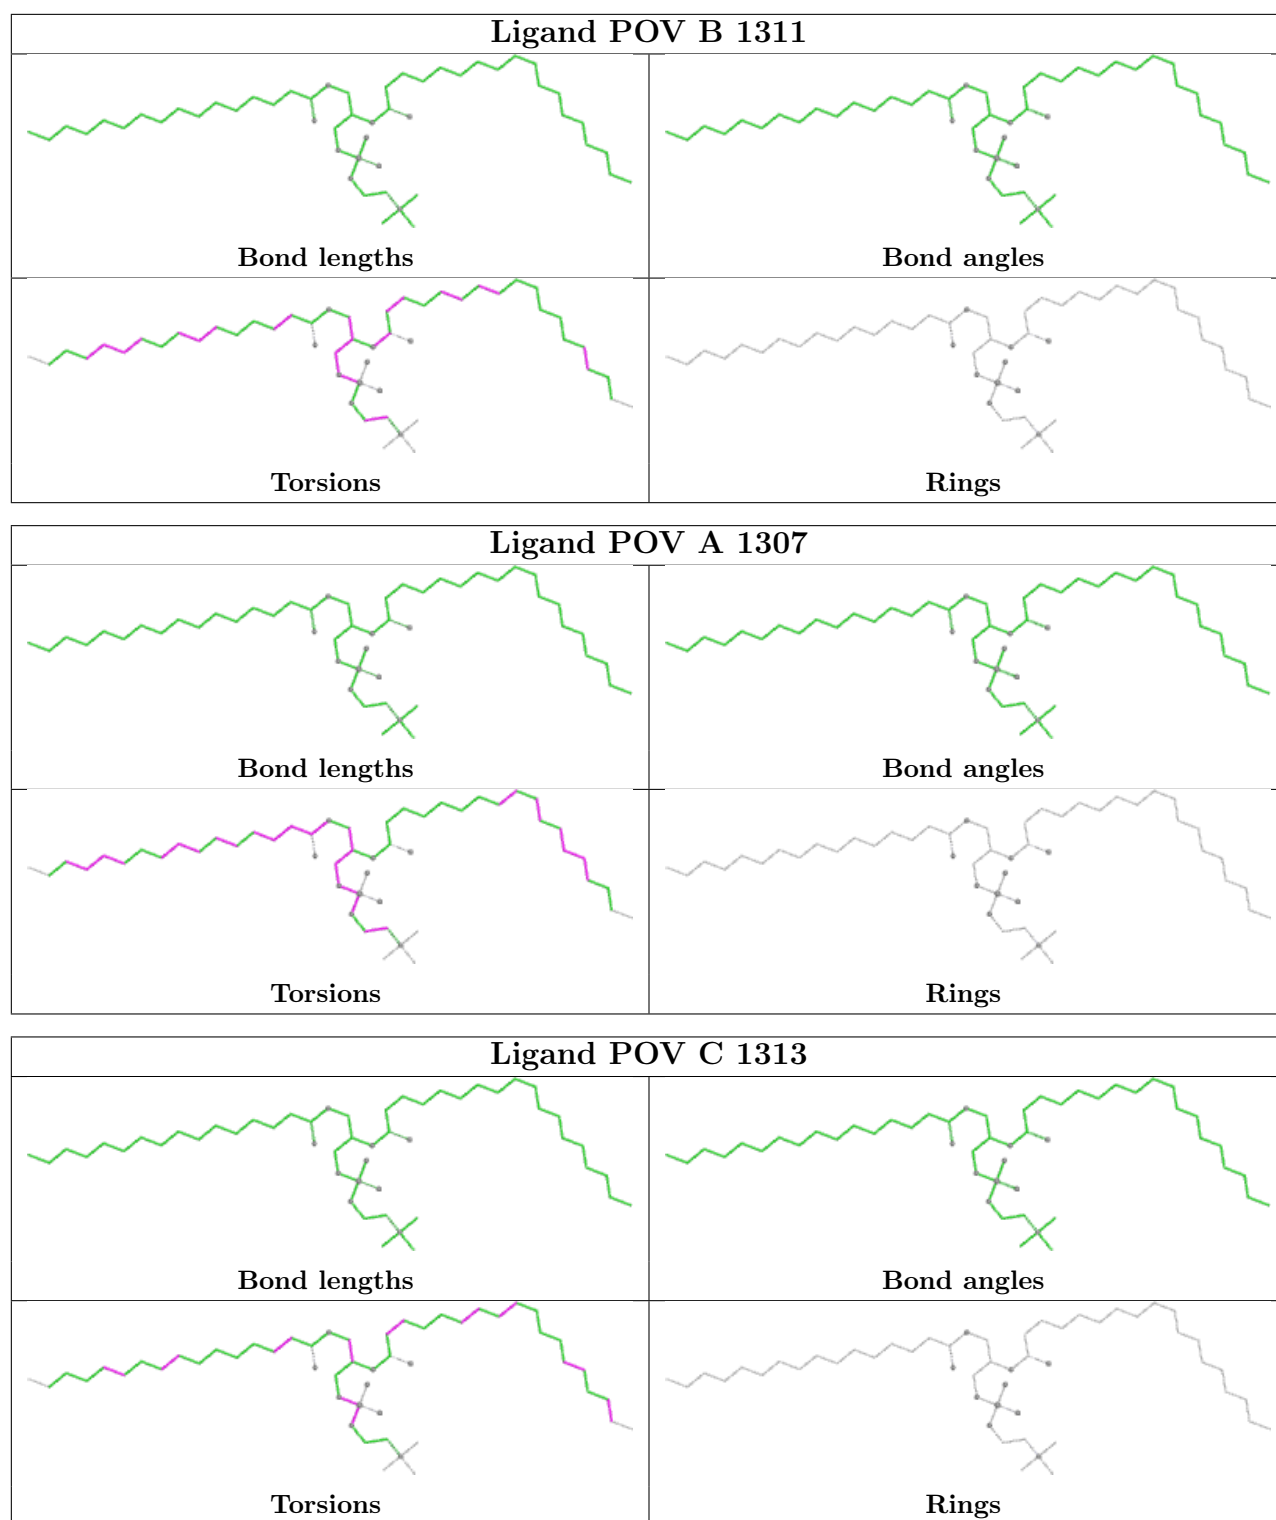 Ligand POV B 1311
Bond lengths Bond angles
Torsions Rings
Ligand POV A 1307
Bond lengths Bond angles
Torsions Rings
Ligand POV C 1313
Bond lengths Bond angles
Torsions Rings